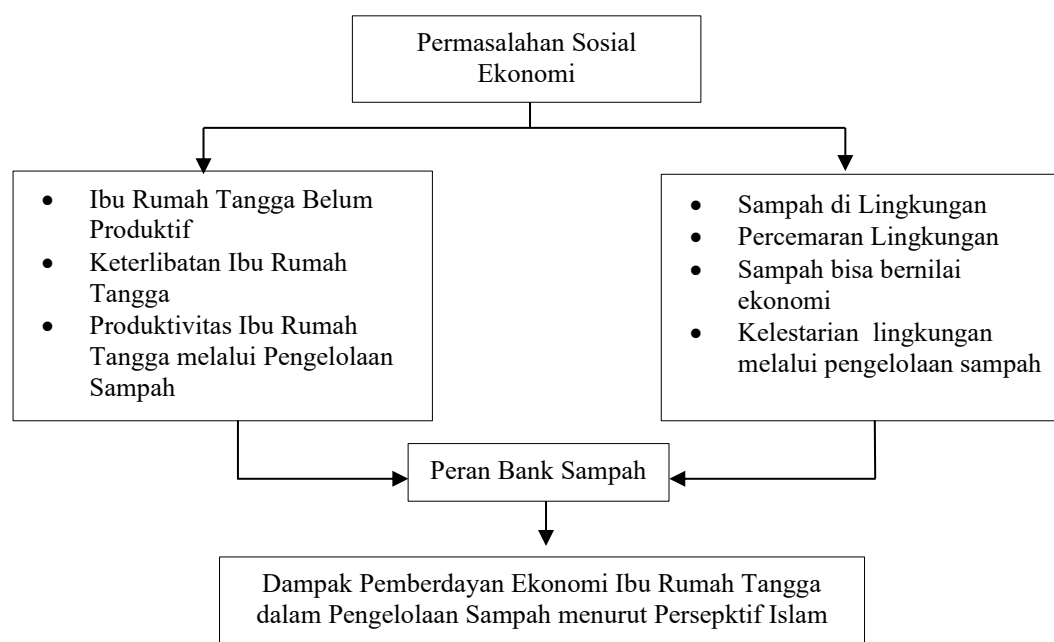 Permasalahan Sosial
Ekonomi
• Ibu Rumah Tangga Belum
Produktif
• Keterlibatan Ibu Rumah
Tangga
• Produktivitas Ibu Rumah
Tangga melalui Pengelolaan
Sampah
• Sampah di Lingkungan
• Percemaran Lingkungan
• Sampah bisa bernilai
ekonomi
• Kelestarian lingkungan
melalui pengelolaan sampah
Peran Bank Sampah
Dampak Pemberdayan Ekonomi Ibu Rumah Tangga
dalam Pengelolaan Sampah menurut Persepktif Islam